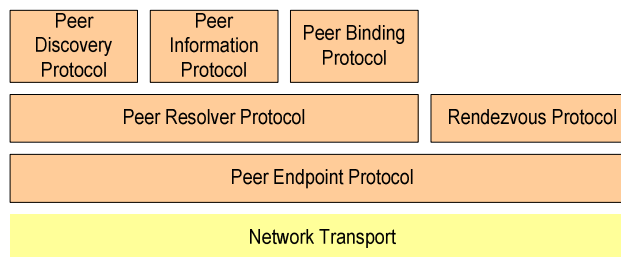 Peer
Discovery
Protocol
Peer
Information
Protocol
Peer Binding
Protocol
Peer Resolver Protocol
Rendezvous Protocol
Peer Endpoint Protocol
Network Transport